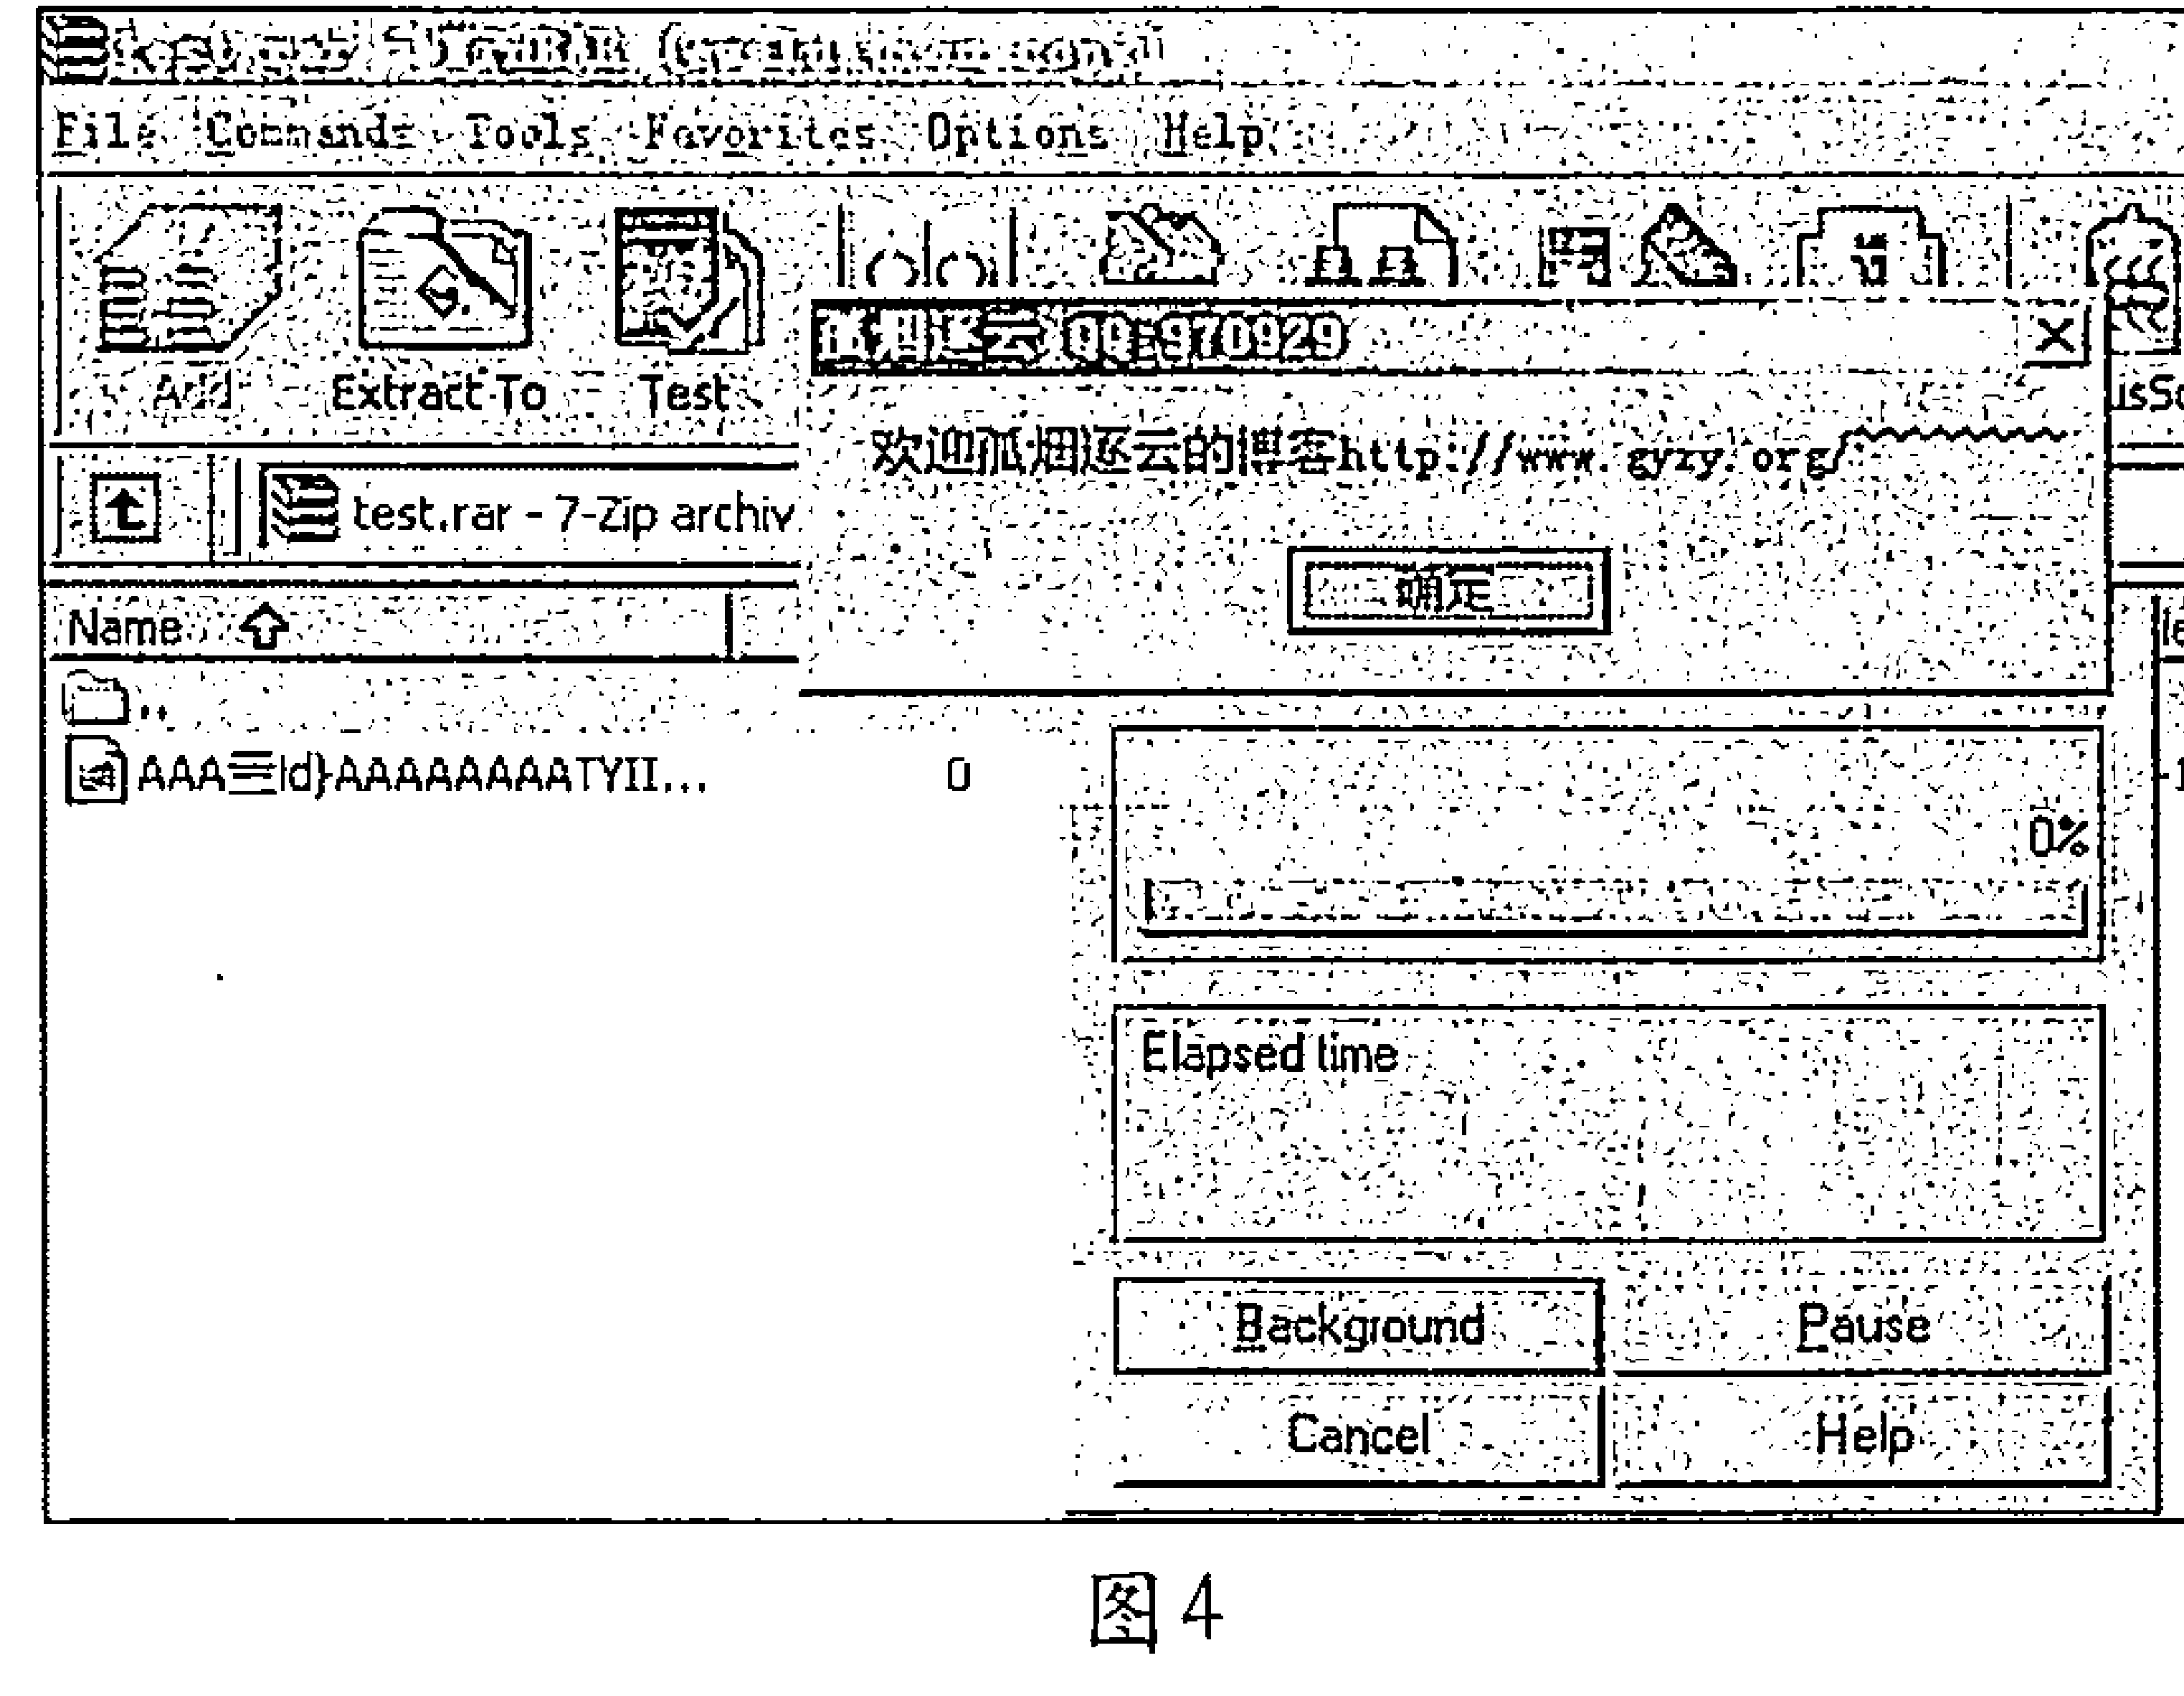 File Commands Tools Favorites Options Help
Add Extract To Test
孤烟逐云 QQ:970929
欢迎孤烟逐云的博客http://www.gyzy.org/
test.rar - 7-Zip archiv
确定
Name
..
AAA三ld}AAAAAAAATYII... 0
0%
Elapsed time
Background Pause
Cancel Help
图 4